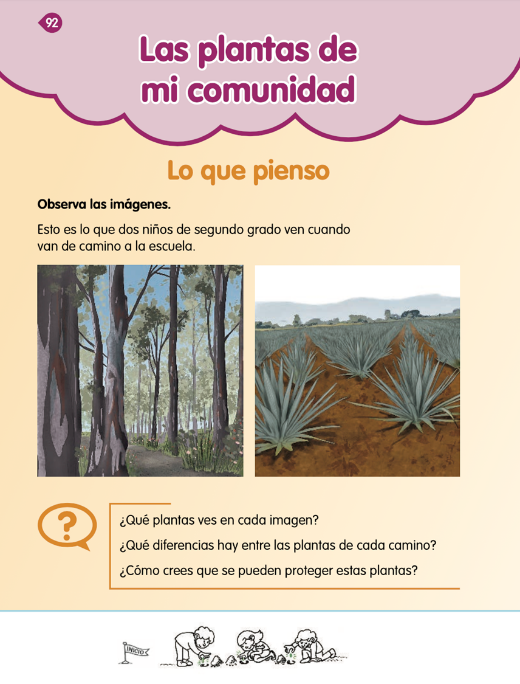 92
Las plantas de
mi comunidad
Lo que pienso
Observa las imágenes.
Esto es lo que dos niños de segundo grado ven cuando
van de camino a la escuela.
?
¿Qué plantas ves en cada imagen?
¿Qué diferencias hay entre las plantas de cada camino?
¿Cómo crees que se pueden proteger estas plantas?
INICIO